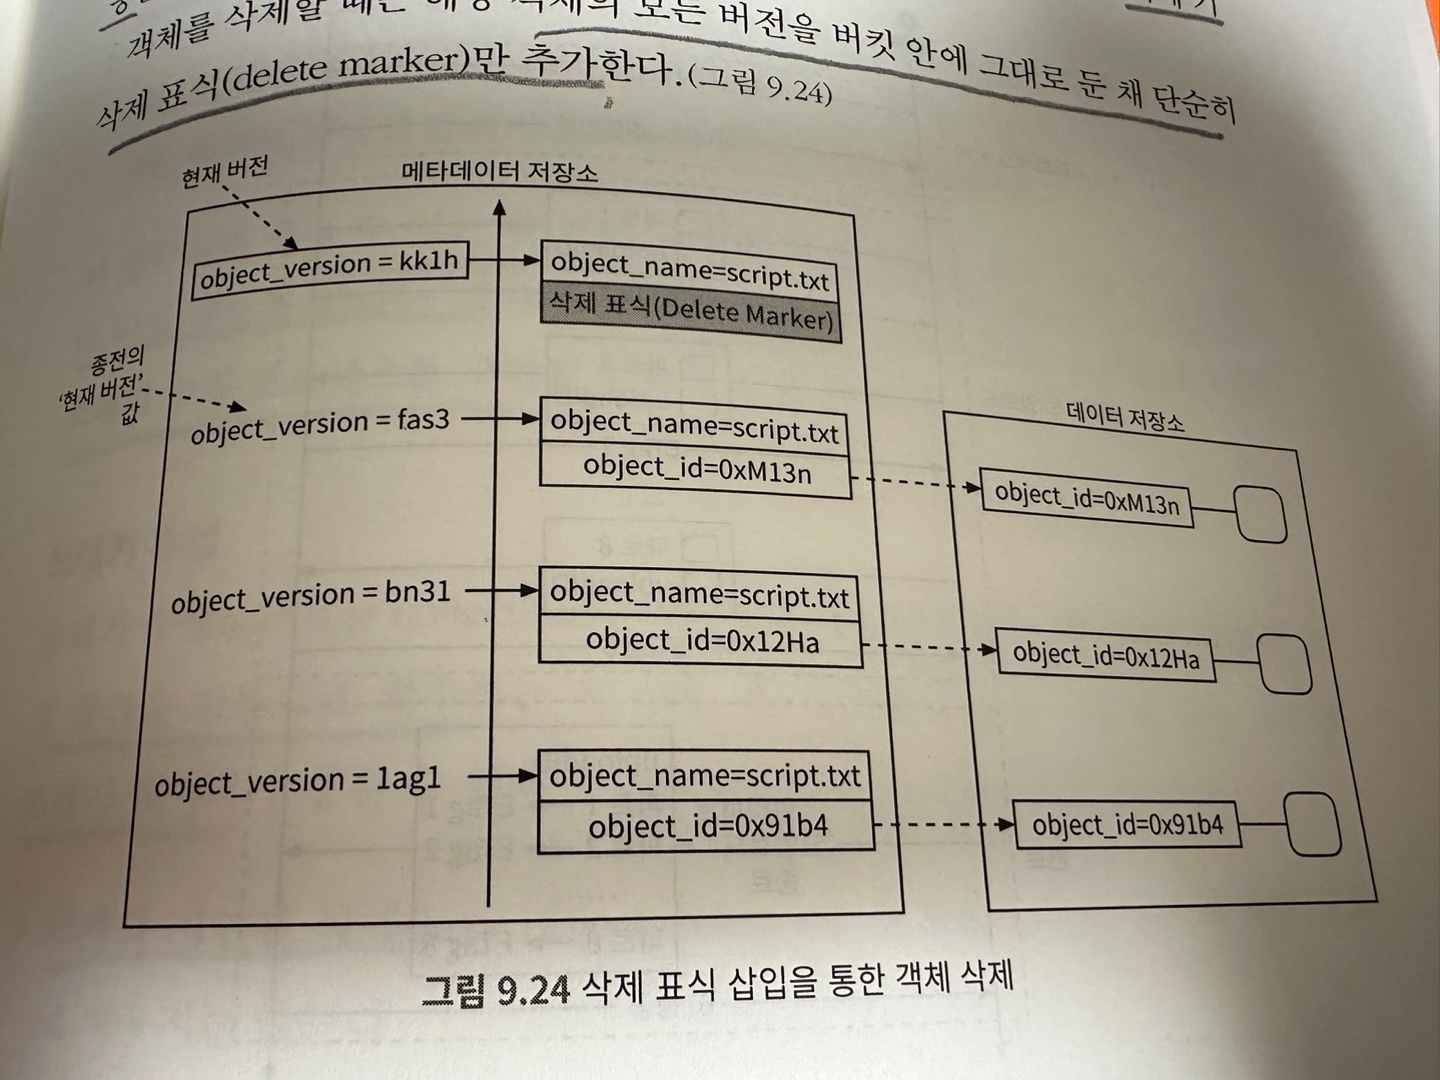 객체를 삭제할 때는 해당 객체의 모든 버전을 버킷 안에 그대로 둔 채 단순히
삭제 표식(delete marker)만 추가한다.(그림 9.24)
현재 버전
메타데이터 저장소
object_version = kk1h
object_name=script.txt
삭제 표식(Delete Marker)
종전의
‘현재 버전’
값
object_version = fas3
object_name=script.txt
object_id=0xM13n
데이터 저장소
object_id=0xM13n
object_version = bn31
object_name=script.txt
object_id=0x12Ha
object_id=0x12Ha
object_version = 1ag1
object_name=script.txt
object_id=0x91b4
object_id=0x91b4
그림 9.24 삭제 표식 삽입을 통한 객체 삭제